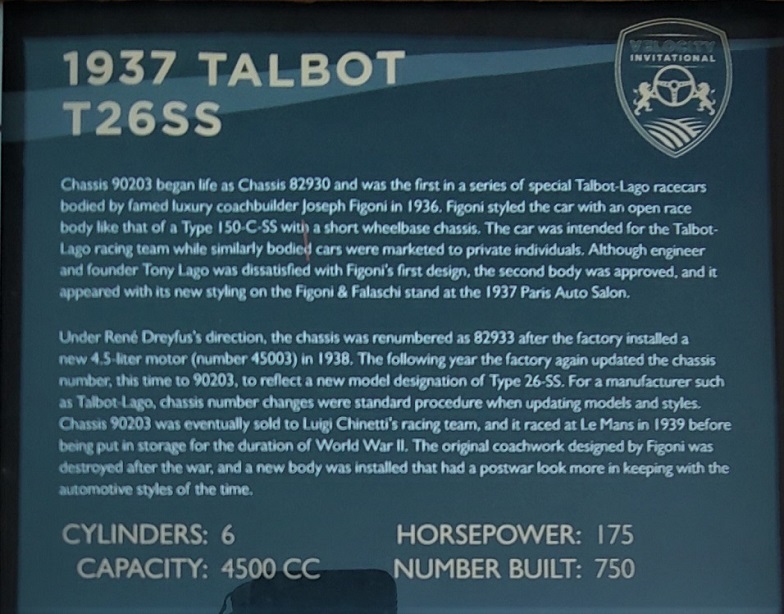 1937 TALBOT
T26SS
VELOCITY
INVITATIONAL
Chassis 90203 began life as Chassis 82930 and was the first in a series of special Talbot-Lago racecars
bodied by famed luxury coachbuilder Joseph Figoni in 1936. Figoni styled the car with an open race
body like that of a Type 150-C-SS with a short wheelbase chassis. The car was intended for the Talbot-
Lago racing team while similarly bodied cars were marketed to private individuals. Although engineer
and founder Tony Lago was dissatisfied with Figoni's first design, the second body was approved, and it
appeared with its new styling on the Figoni & Falaschi stand at the 1937 Paris Auto Salon.
Under René Dreyfus's direction, the chassis was renumbered as 82933 after the factory installed a
new 4.5-liter motor (number 45003) in 1938. The following year the factory again updated the chassis
number, this time to 90203, to reflect a new model designation of Type 26-SS. For a manufacturer such
as Talbot-Lago, chassis number changes were standard procedure when updating models and styles.
Chassis 90203 was eventually sold to Luigi Chinetti's racing team, and it raced at Le Mans in 1939 before
being put in storage for the duration of World War II. The original coachwork designed by Figoni was
destroyed after the war, and a new body was installed that had a postwar look more in keeping with the
automotive styles of the time.
CYLINDERS: 6 HORSEPOWER: 175
CAPACITY: 4500 CC NUMBER BUILT: 750